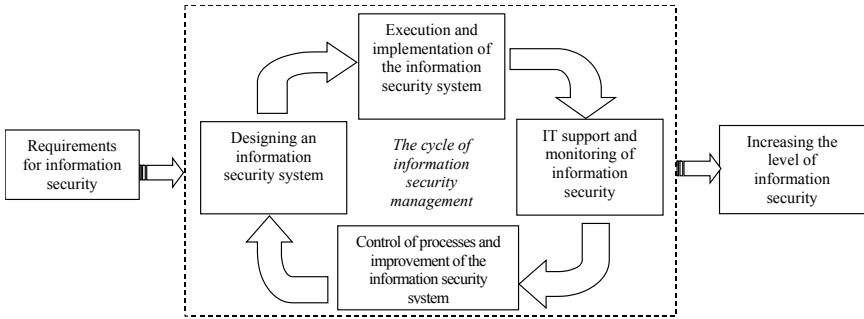 Requirements
for information
security
Designing an
information
security system
Execution and
implementation of
the information
security system
The cycle of
information
security
management
IT support and
monitoring of
information
security
Control of processes and
improvement of the
information security
system
Increasing the
level of
information
security